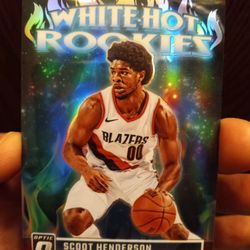 WHITE HOT
ROOKIES
BLAZERS
00
OPTIC
SCOOT HENDERSON